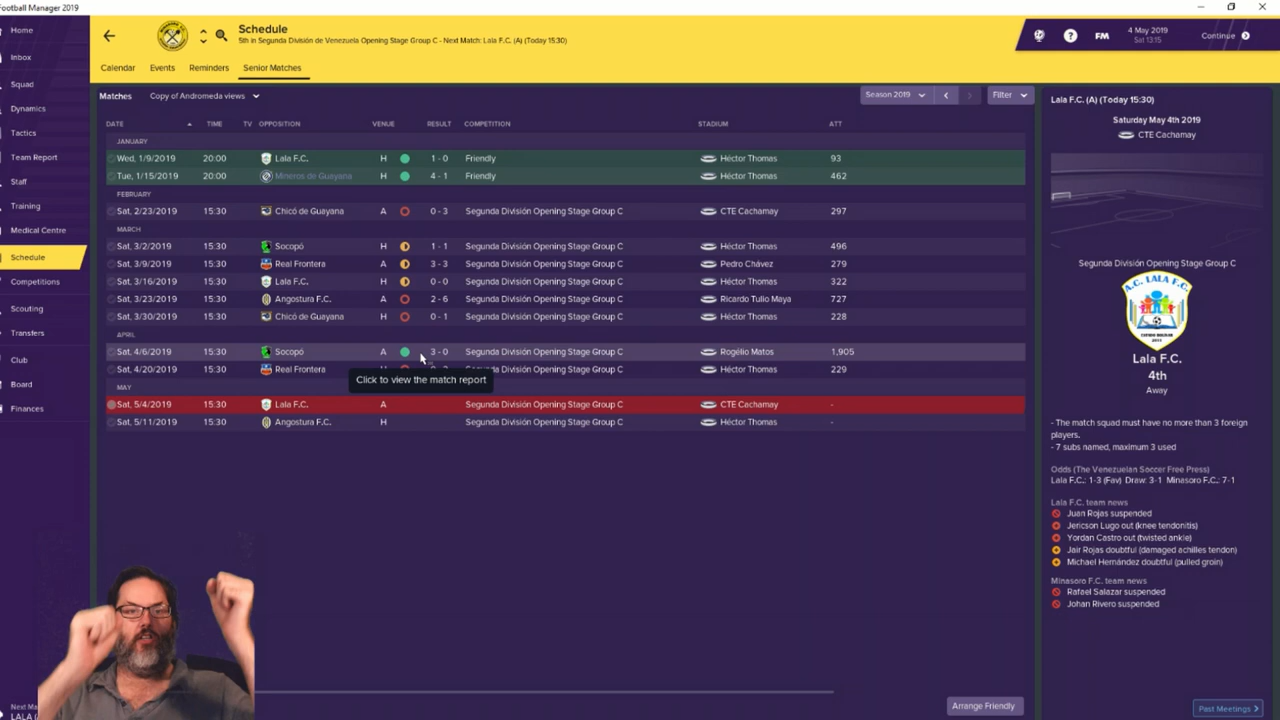 Football Manager 2019
Home
Inbox
Squad
Dynamics
Tactics
Team Report
Staff
Training
Medical Centre
Schedule
Competitions
Scouting
Transfers
Club
Board
Finances
Next Ma
LALA (
Schedule
5th in Segunda División de Venezuela Opening Stage Group C - Next Match: Lala F.C. (A) (Today 15:30)
4 May 2019
Sat 13:15
FM
Continue
Calendar Events Reminders Senior Matches
Matches Copy of Andromeda views Season 2019 Filter
DATE TIME TV OPPOSITION VENUE RESULT COMPETITION STADIUM ATT
JANUARY
Wed, 1/9/2019 20:00 Lala F.C. H 1 - 0 Friendly Héctor Thomas 93
Tue, 1/15/2019 20:00 Mineros de Guayana H 4 - 1 Friendly Héctor Thomas 462
FEBRUARY
Sat, 2/23/2019 15:30 Chicó de Guayana A 0 - 3 Segunda División Opening Stage Group C CTE Cachamay 297
MARCH
Sat, 3/2/2019 15:30 Socopó H 1 - 1 Segunda División Opening Stage Group C Héctor Thomas 496
Sat, 3/9/2019 15:30 Real Frontera A 3 - 3 Segunda División Opening Stage Group C Pedro Chávez 279
Sat, 3/16/2019 15:30 Lala F.C. H 0 - 0 Segunda División Opening Stage Group C Héctor Thomas 322
Sat, 3/23/2019 15:30 Angostura F.C. A 2 - 6 Segunda División Opening Stage Group C Ricardo Tulio Maya 727
Sat, 3/30/2019 15:30 Chicó de Guayana H 0 - 1 Segunda División Opening Stage Group C Héctor Thomas 228
APRIL
Sat, 4/6/2019 15:30 Socopó A 3 - 0 Segunda División Opening Stage Group C Rogélio Matos 1,905
Sat, 4/20/2019 15:30 Real Frontera Segunda División Opening Stage Group C Héctor Thomas 229
Click to view the match report
MAY
Sat, 5/4/2019 15:30 Lala F.C. A Segunda División Opening Stage Group C CTE Cachamay -
Sat, 5/11/2019 15:30 Angostura F.C. H Segunda División Opening Stage Group C Héctor Thomas -
Arrange Friendly
Lala F.C. (A) (Today 15:30)
Saturday May 4th 2019
CTE Cachamay
Segunda División Opening Stage Group C
A.C. LALA F.C.
Lala F.C.
4th
Away
- The match squad must have no more than 3 foreign
players.
- 7 subs named, maximum 3 used
Odds (The Venezuelan Soccer Free Press)
Lala F.C.: 1-3 (Fav) Draw: 3-1 Minasoro F.C.: 7-1
Lala F.C. team news
Juan Rojas suspended
Jericson Lugo out (knee tendonitis)
Yordan Castro out (twisted ankle)
Jair Rojas doubtful (damaged achilles tendon)
Michael Hernández doubtful (pulled groin)
Minasoro F.C. team news
Rafael Salazar suspended
Johan Rivero suspended
Past Meetings